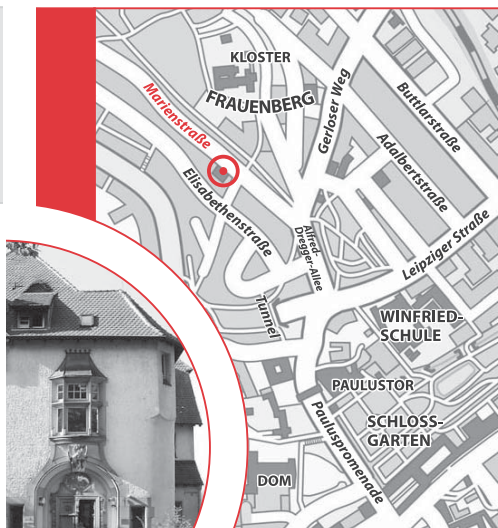 KLOSTER
FRAUENBERG
Marienstraße
Gerloser Weg
Buttlarstraße
Adalbertstraße
Elisabethenstraße
Alfred-
Dregger-Allee
Leipziger Straße
Tunnel
WINFRIED-
SCHULE
PAULUSTOR
SCHLOSS-
GARTEN
Pauluspromenade
DOM